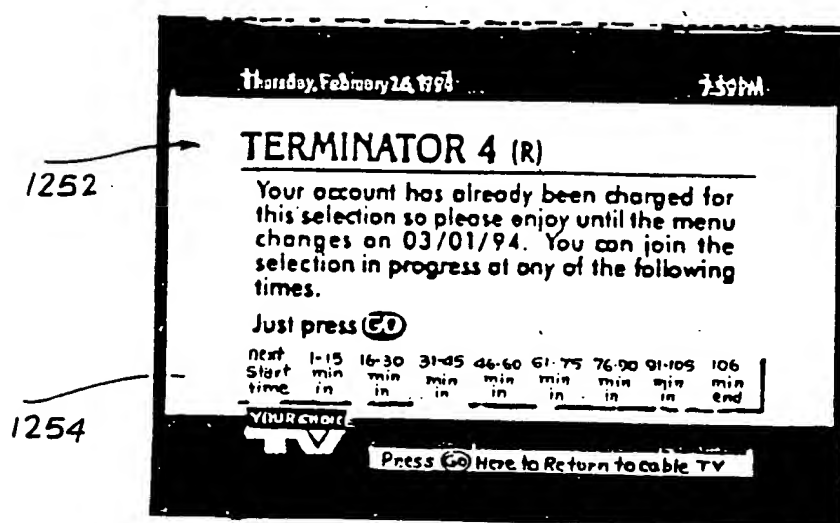 Thursday, February 24, 1994 7:59PM
TERMINATOR 4 (R)
1252
Your account has already been charged for
this selection so please enjoy until the menu
changes on 03/01/94. You can join the
selection in progress at any of the following
times.
Just press GO
next 1-15 16-30 31-45 46-60 61-75 76-90 91-105 106
Start min min min min min min min min
time in in in in in in in end
1254
YOUR CHOICE
TV
Press GO Here to Return to cable TV